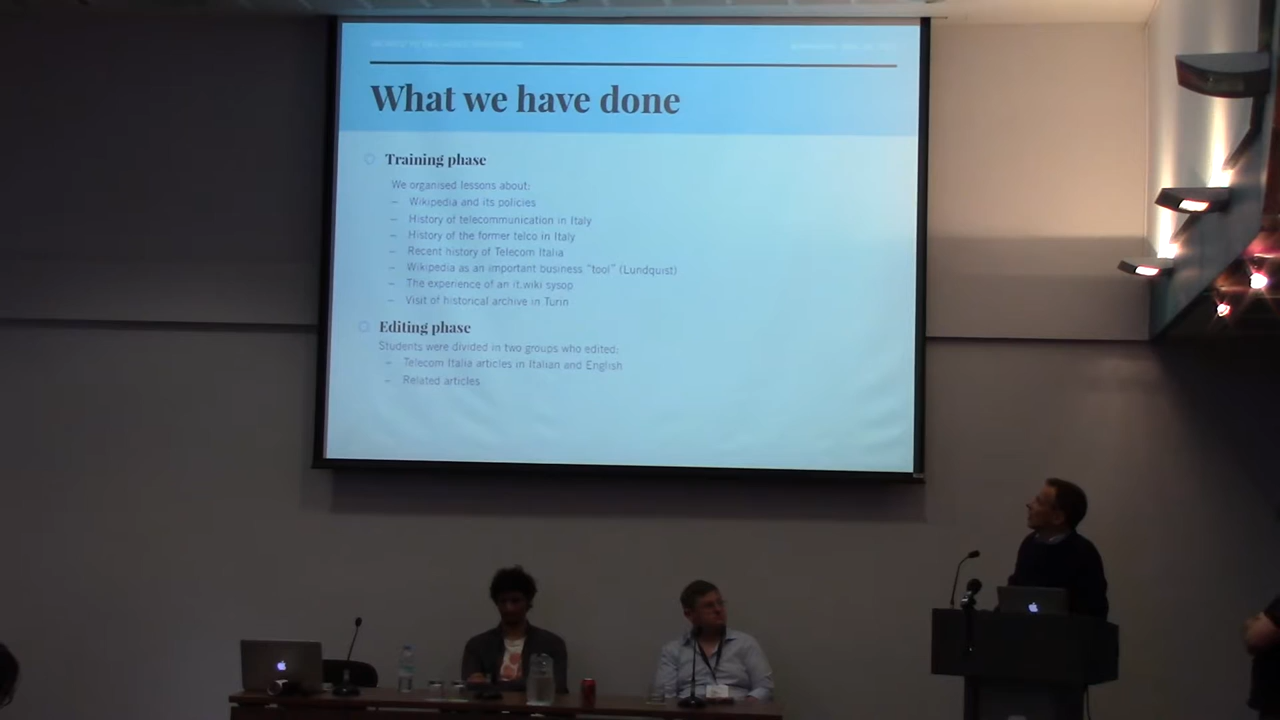 What we have done
Training phase
We organised lessons about:
– Wikipedia and its policies
– History of telecommunication in Italy
– History of the former telco in Italy
– Recent history of Telecom Italia
– Wikipedia as an important business "tool" (Lundquist)
– The experience of an it.wiki sysop
– Visit of historical archive in Turin
Editing phase
Students were divided in two groups who edited:
– Telecom Italia articles in Italian and English
– Related articles